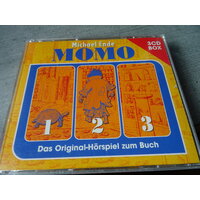 Michael Ende
3CD
BOX
MOMO
1 2 3
Das Original-Hörspiel zum Buch